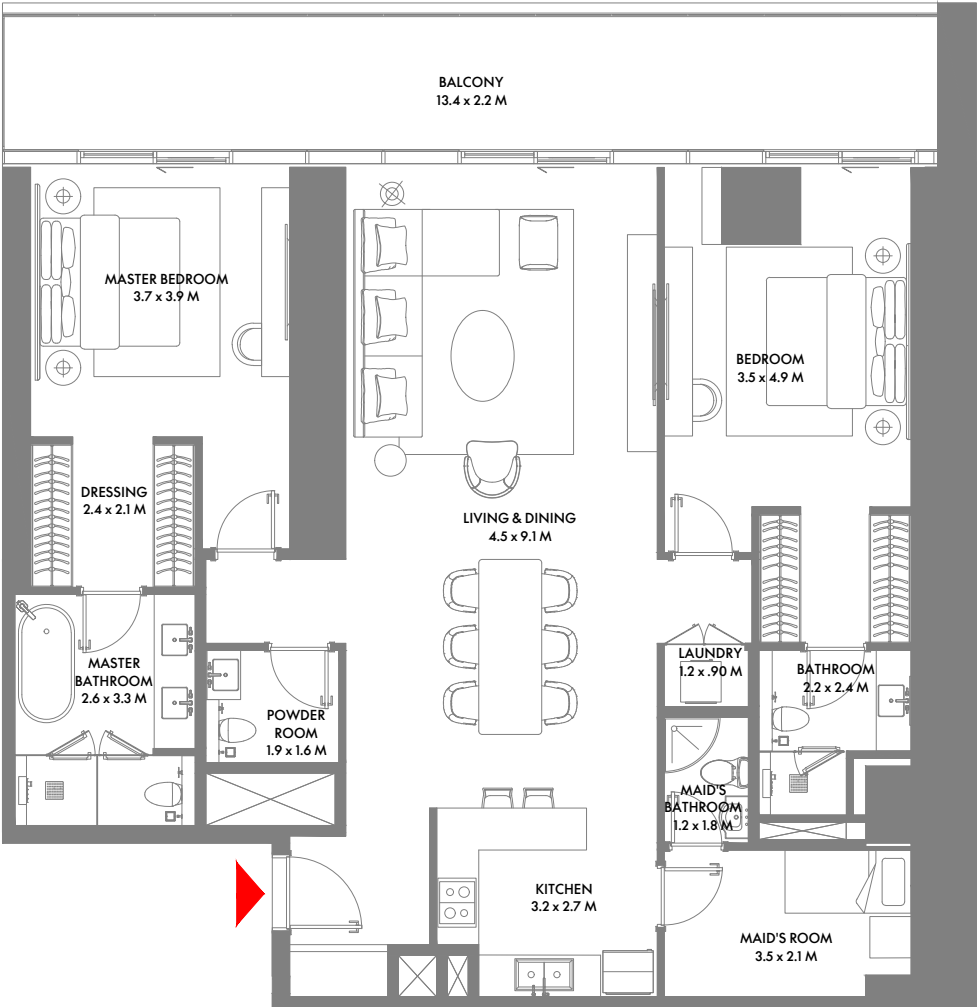 BALCONY
13.4 x 2.2 M
MASTER BEDROOM
3.7 x 3.9 M
BEDROOM
3.5 x 4.9 M
DRESSING
2.4 x 2.1 M
LIVING & DINING
4.5 x 9.1 M
MASTER
BATHROOM
2.6 x 3.3 M
LAUNDRY
1.2 x .90 M
BATHROOM
2.2 x 2.4 M
POWDER
ROOM
1.9 x 1.6 M
MAID'S
BATHROOM
1.2 x 1.8 M
KITCHEN
3.2 x 2.7 M
MAID'S ROOM
3.5 x 2.1 M